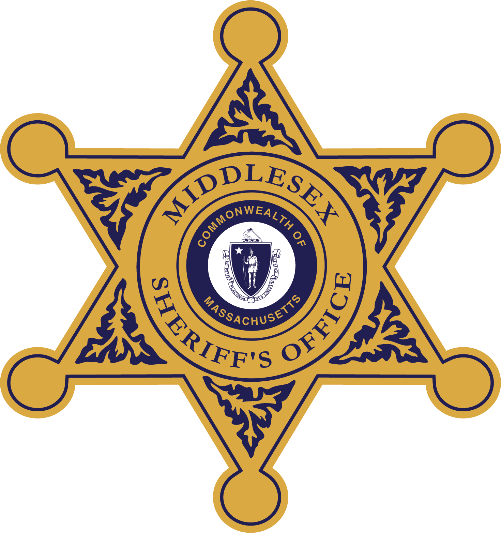 MIDDLESEX
SHERIFF'S OFFICE
COMMONWEALTH OF
MASSACHUSETTS